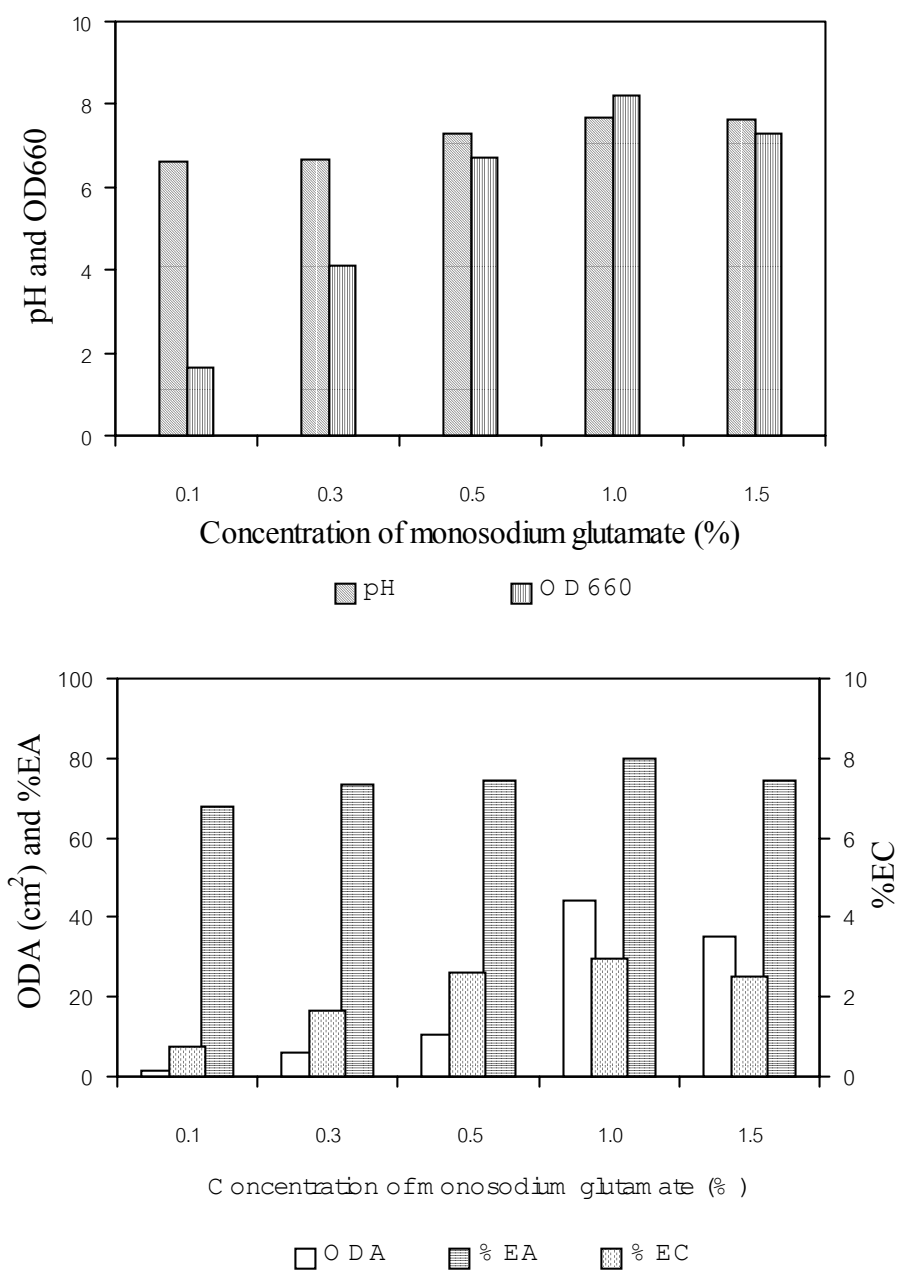 10
8
6
4
2
0
pH and OD660
0.1 0.3 0.5 1.0 1.5
Concentration of monosodium glutamate (%)
pH OD660
100
80
60
40
20
0
ODA (cm²) and %EA
10
8
6
4
2
0
%EC
0.1 0.3 0.5 1.0 1.5
Concentration of monosodium glutamate (%)
ODA %EA %EC